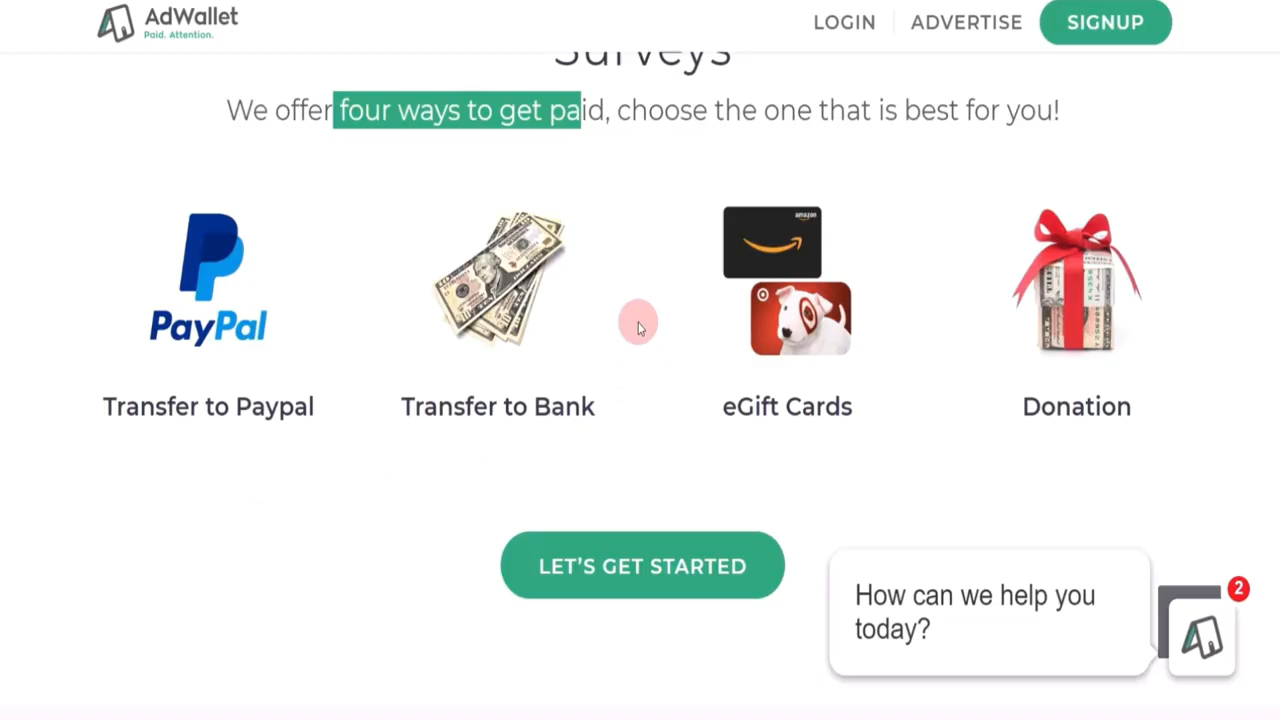 AdWallet
Paid. Attention.
LOGIN
ADVERTISE
SIGNUP
Surveys
We offer four ways to get paid, choose the one that is best for you!
PayPal
amazon
Transfer to Paypal
Transfer to Bank
eGift Cards
Donation
LET'S GET STARTED
How can we help you
today?
2